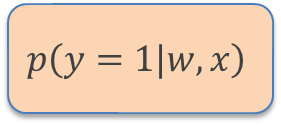 p(y = 1|w, x)